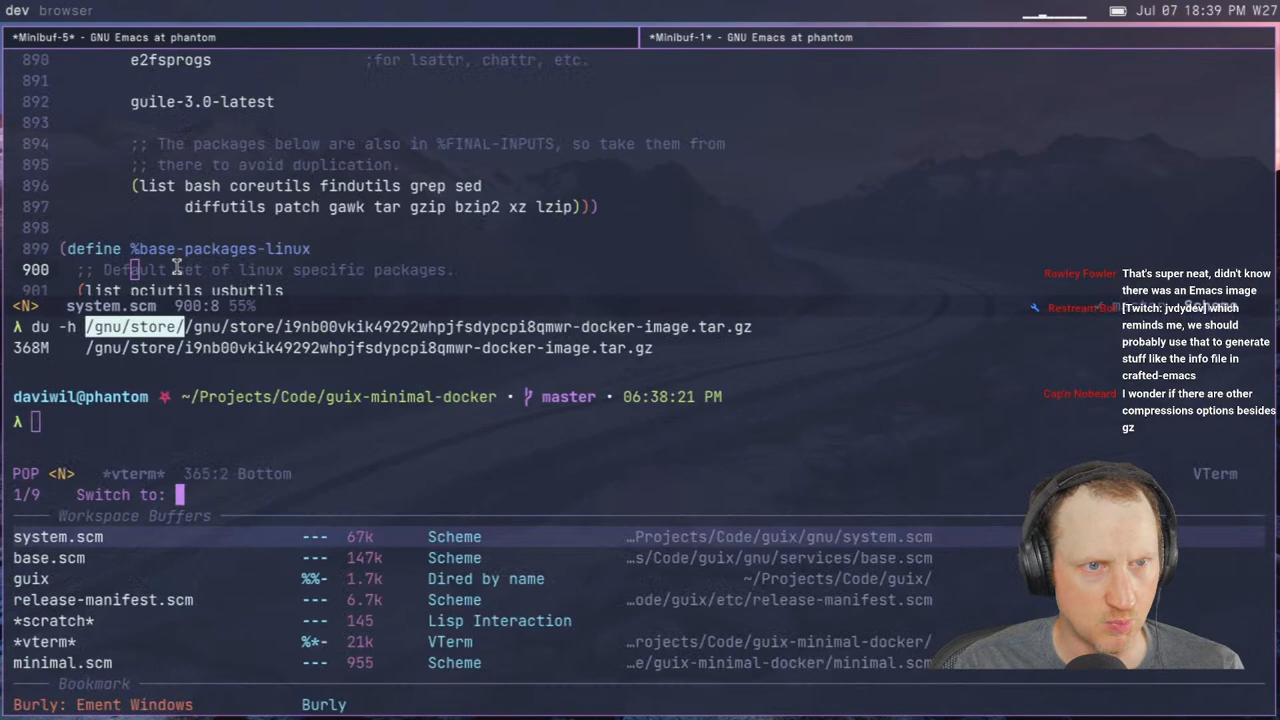 dev browser
Jul 07 18:39 PM W27
*Minibuf-5* - GNU Emacs at phantom
*Minibuf-1* - GNU Emacs at phantom
890 e2fsprogs ;for lsattr, chattr, etc.
891
892 guile-3.0-latest
893
894 ;; The packages below are also in %FINAL-INPUTS, so take them from
895 ;; there to avoid duplication.
896 (list bash coreutils findutils grep sed
897 diffutils patch gawk tar gzip bzip2 xz lzip)))
898
899 (define %base-packages-linux
900 ;; Default set of linux specific packages.
901 (list pciutils usbutils
<N> system.scm 900:8 55% master Scheme
λ du -h /gnu/store//gnu/store/i9nb00vkik49292whpjfsdypcpi8qmwr-docker-image.tar.gz
368M /gnu/store/i9nb00vkik49292whpjfsdypcpi8qmwr-docker-image.tar.gz
daviwil@phantom ~/Projects/Code/guix-minimal-docker • master • 06:38:21 PM
λ
POP <N> *vterm* 365:2 Bottom VTerm
1/9 Switch to:
Workspace Buffers
system.scm --- 67k Scheme …Projects/Code/guix/gnu/system.scm
base.scm --- 147k Scheme …s/Code/guix/gnu/services/base.scm
guix %%- 1.7k Dired by name ~/Projects/Code/guix/
release-manifest.scm --- 6.7k Scheme …ode/guix/etc/release-manifest.scm
*scratch* --- 145 Lisp Interaction
*vterm* %*- 21k VTerm …rojects/Code/guix-minimal-docker/
minimal.scm --- 955 Scheme …e/guix-minimal-docker/minimal.scm
Bookmark
Burly: Ement Windows Burly
Rowley Fowler That's super neat, didn't know
there was an Emacs image
Restream Bot [Twitch: jvdydev] which
reminds me, we should
probably use that to generate
stuff like the info file in
crafted-emacs
Cap'n Nobeard I wonder if there are other
compressions options besides
gz